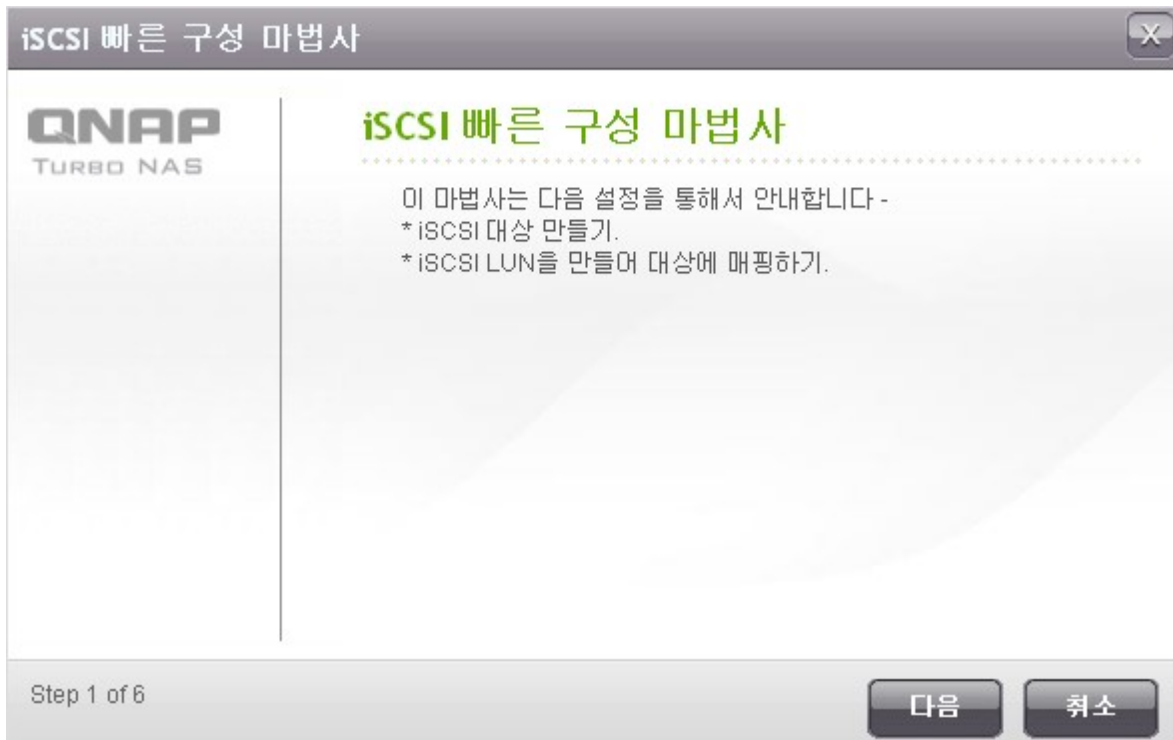 iSCSI 빠른 구성 마법사
X
QNAP
TURBO NAS
iSCSI 빠른 구성 마법사
이 마법사는 다음 설정을 통해서 안내합니다 -
* iSCSI 대상 만들기.
* iSCSI LUN을 만들어 대상에 매핑하기.
Step 1 of 6
다음
취소